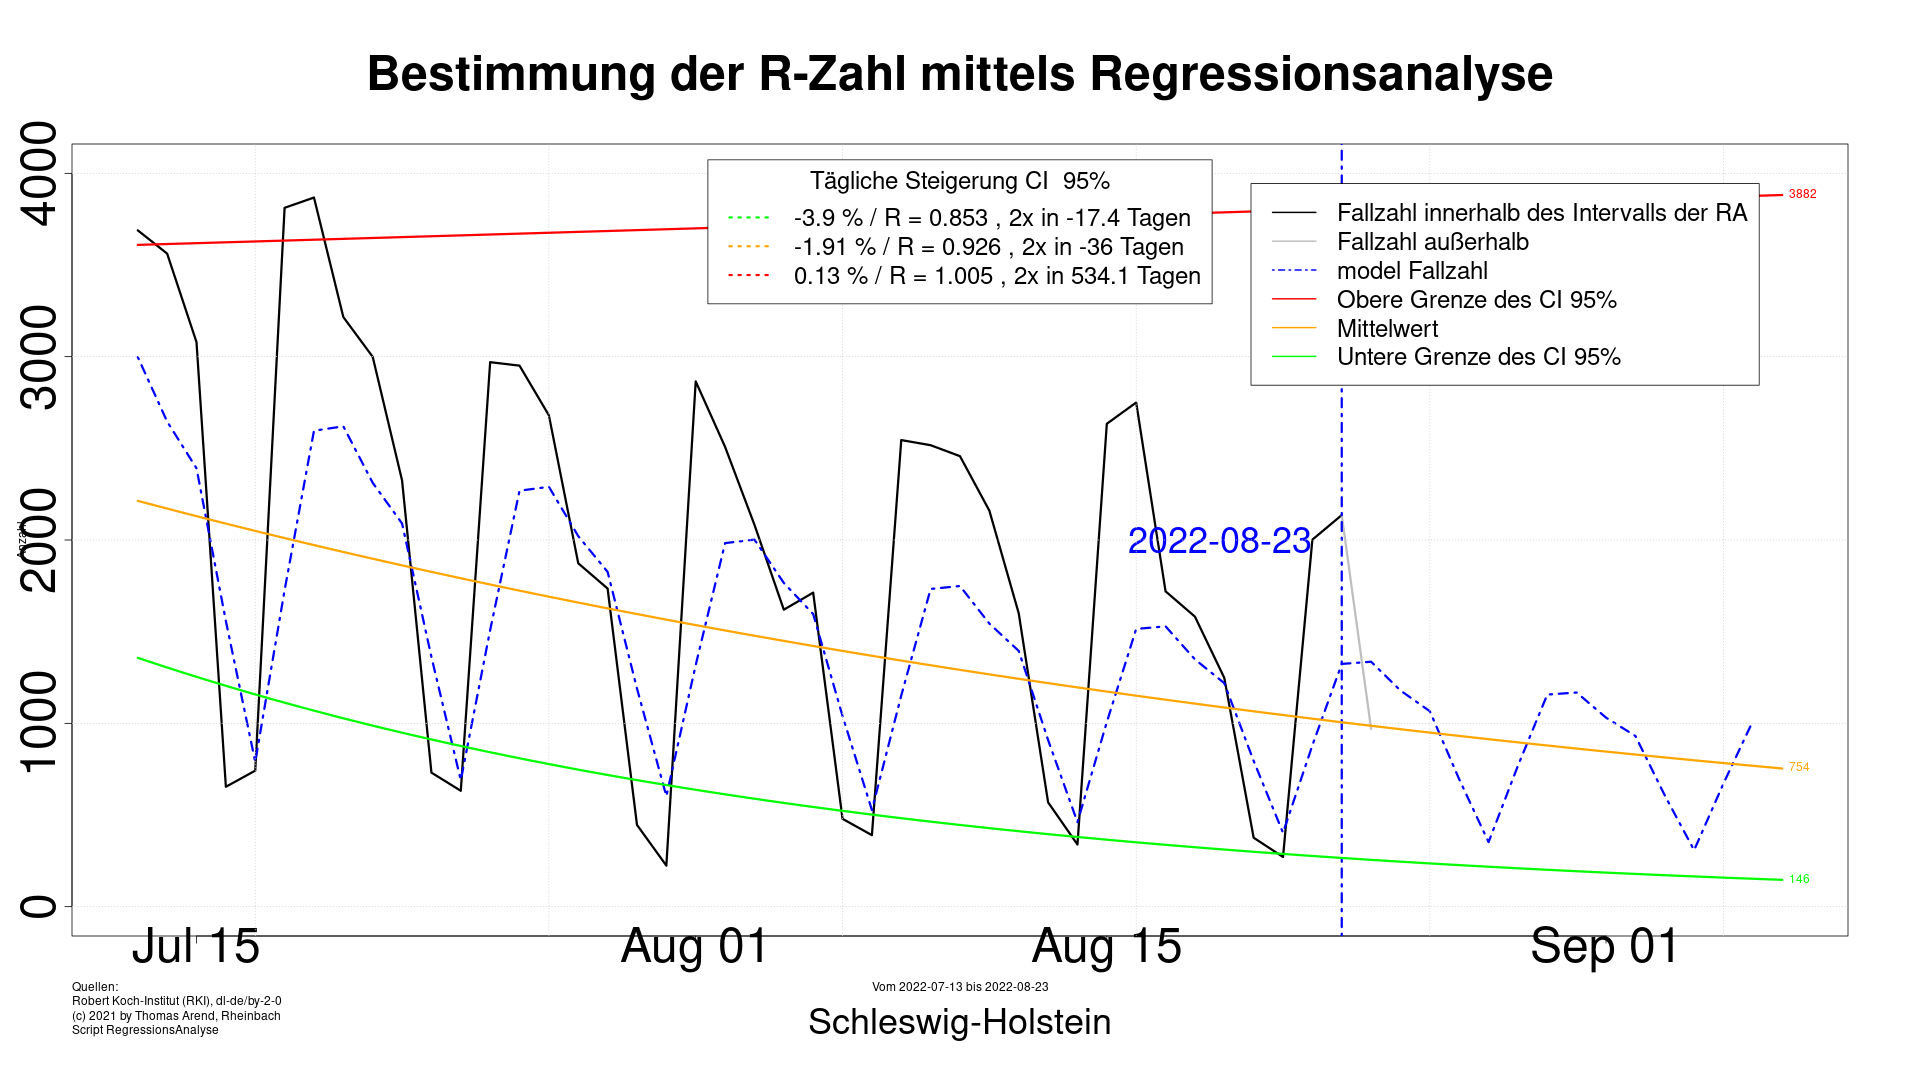 Bestimmung der R-Zahl mittels Regressionsanalyse
4000
3000
2000
1000
0
Anzahl
Tägliche Steigerung CI  95%
-3.9 % / R = 0.853 , 2x in -17.4 Tagen
-1.91 % / R = 0.926 , 2x in -36 Tagen
0.13 % / R = 1.005 , 2x in 534.1 Tagen
Fallzahl innerhalb des Intervalls der RA
Fallzahl außerhalb
model Fallzahl
Obere Grenze des CI 95%
Mittelwert
Untere Grenze des CI 95%
3882
2022-08-23
754
146
Jul 15
Aug 01
Aug 15
Sep 01
Quellen:
Robert Koch-Institut (RKI), dl-de/by-2-0
(c) 2021 by Thomas Arend, Rheinbach
Script RegressionsAnalyse
Vom 2022-07-13 bis 2022-08-23
Schleswig-Holstein